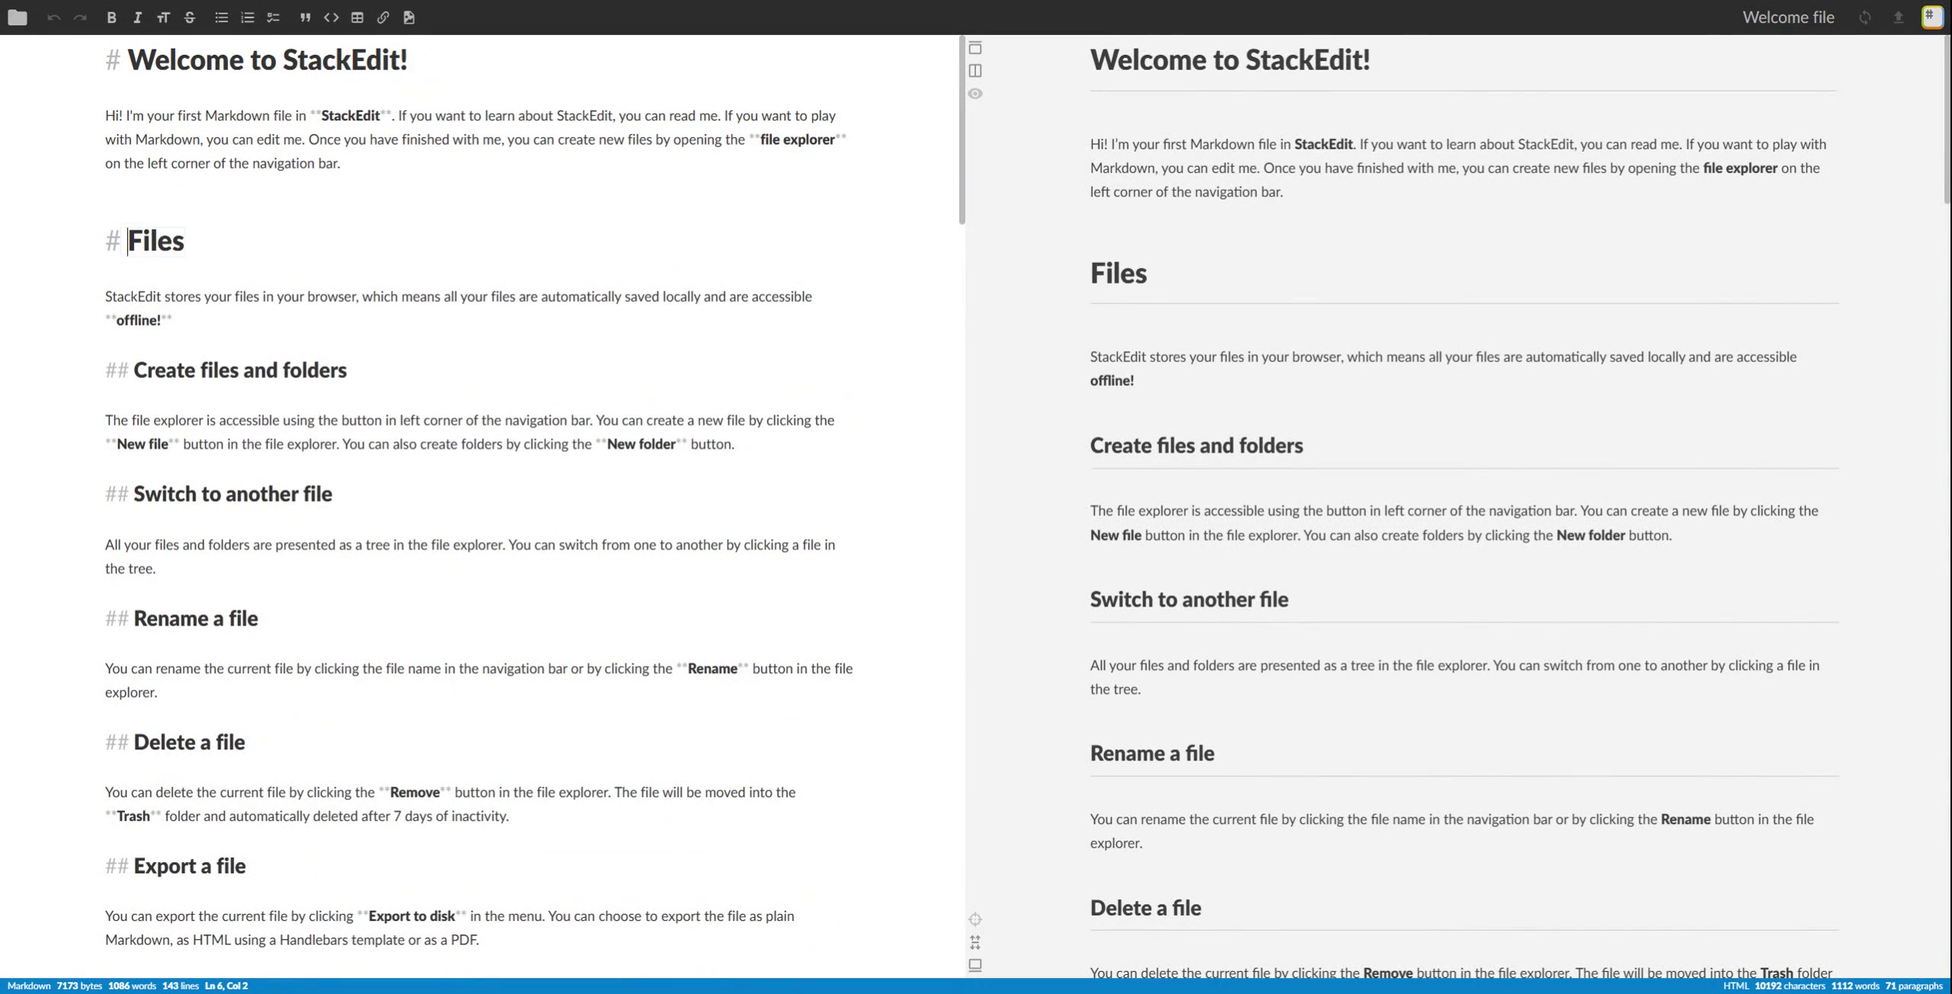 Welcome file
# Welcome to StackEdit!
Hi! I'm your first Markdown file in **StackEdit**. If you want to learn about StackEdit, you can read me. If you want to play
with Markdown, you can edit me. Once you have finished with me, you can create new files by opening the **file explorer**
on the left corner of the navigation bar.
# Files
StackEdit stores your files in your browser, which means all your files are automatically saved locally and are accessible
**offline!**
## Create files and folders
The file explorer is accessible using the button in left corner of the navigation bar. You can create a new file by clicking the
**New file** button in the file explorer. You can also create folders by clicking the **New folder** button.
## Switch to another file
All your files and folders are presented as a tree in the file explorer. You can switch from one to another by clicking a file in
the tree.
## Rename a file
You can rename the current file by clicking the file name in the navigation bar or by clicking the **Rename** button in the file
explorer.
## Delete a file
You can delete the current file by clicking the **Remove** button in the file explorer. The file will be moved into the
**Trash** folder and automatically deleted after 7 days of inactivity.
## Export a file
You can export the current file by clicking **Export to disk** in the menu. You can choose to export the file as plain
Markdown, as HTML using a Handlebars template or as a PDF.
Welcome to StackEdit!
Hi! I'm your first Markdown file in StackEdit. If you want to learn about StackEdit, you can read me. If you want to play with
Markdown, you can edit me. Once you have finished with me, you can create new files by opening the file explorer on the
left corner of the navigation bar.
Files
StackEdit stores your files in your browser, which means all your files are automatically saved locally and are accessible
offline!
Create files and folders
The file explorer is accessible using the button in left corner of the navigation bar. You can create a new file by clicking the
New file button in the file explorer. You can also create folders by clicking the New folder button.
Switch to another file
All your files and folders are presented as a tree in the file explorer. You can switch from one to another by clicking a file in
the tree.
Rename a file
You can rename the current file by clicking the file name in the navigation bar or by clicking the Rename button in the file
explorer.
Delete a file
You can delete the current file by clicking the Remove button in the file explorer. The file will be moved into the Trash folder
Markdown 7173 bytes 1086 words 143 lines Ln 6, Col 2
HTML 10192 characters 1112 words 71 paragraphs